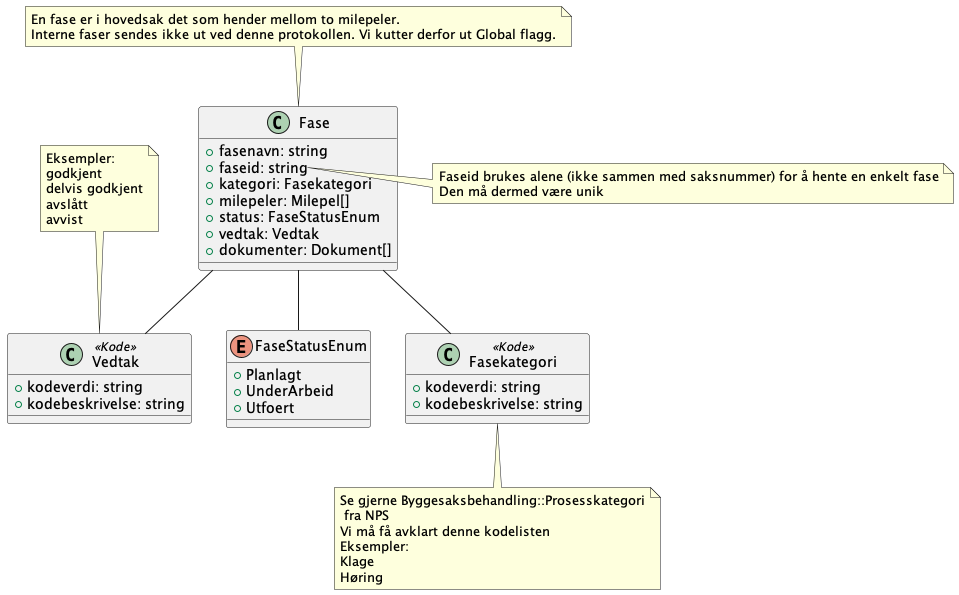 En fase er i hovedsak det som hender mellom to milepeler.
Interne faser sendes ikke ut ved denne protokollen. Vi kutter derfor ut Global flagg.
C Fase
fasenavn: string
faseid: string
kategori: Fasekategori
milepeler: Milepel[]
status: FaseStatusEnum
vedtak: Vedtak
dokumenter: Dokument[]
Eksempler:
godkjent
delvis godkjent
avslått
avvist
Faseid brukes alene (ikke sammen med saksnummer) for å hente en enkelt fase
Den må dermed være unik
C «Kode»
Vedtak
kodeverdi: string
kodebeskrivelse: string
E FaseStatusEnum
Planlagt
UnderArbeid
Utfoert
C «Kode»
Fasekategori
kodeverdi: string
kodebeskrivelse: string
Se gjerne Byggesaksbehandling::Prosesskategori
fra NPS
Vi må få avklart denne kodelisten
Eksempler:
Klage
Høring